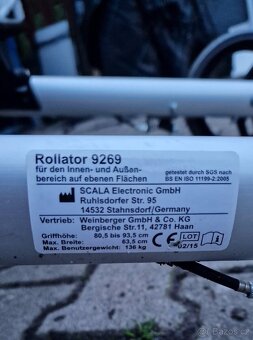 Rollator 9269
für den Innen- und Außen-
bereich auf ebenen Flächen
getestet durch SGS nach
BS EN ISO 11199-2:2005
SCALA Electronic GmbH
Ruhlsdorfer Str. 95
14532 Stahnsdorf/Germany
Vertrieb: Weinberger GmbH & Co. KG
Bergische Str.11, 42781 Haan
Griffhöhe: 80,5 bis 93,5 cm
Max. Breite: 63,5 cm
Max. Benutzergewicht: 136 kg
CE LOT
02/15